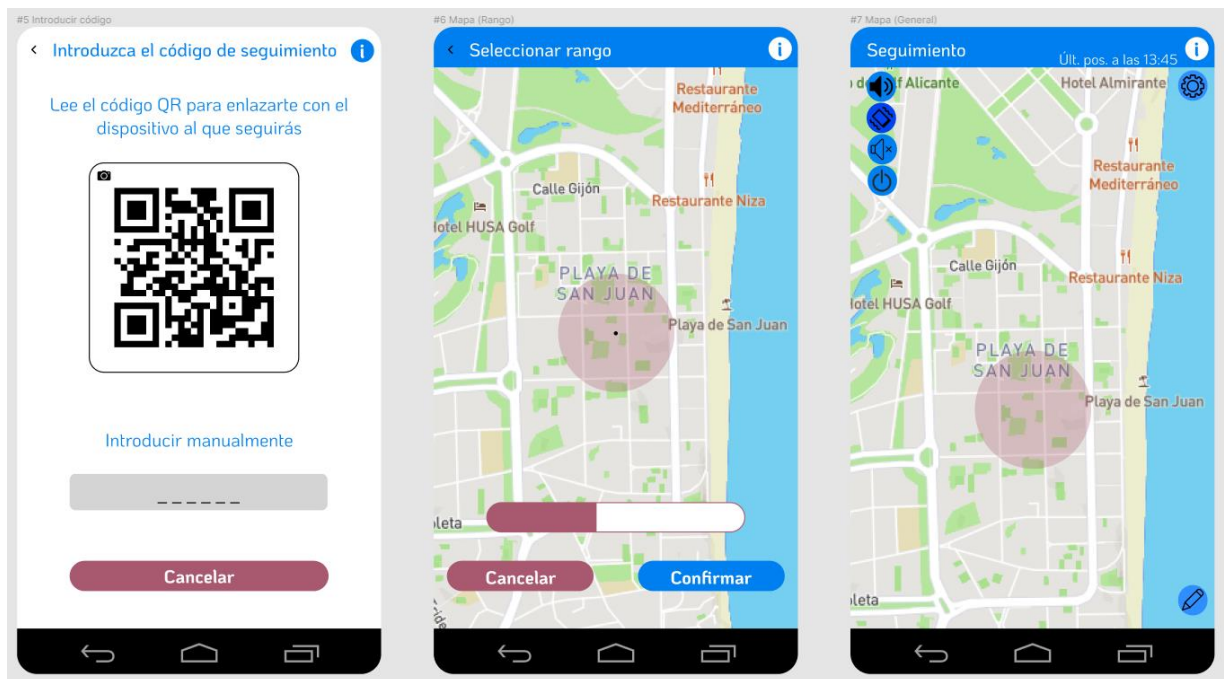 #5 Introducir código
Introduzca el código de seguimiento
i
Lee el código QR para enlazarte con el
dispositivo al que seguirás
Introducir manualmente
_ _ _ _ _ _
Cancelar
#6 Mapa (Rango)
Seleccionar rango
i
Restaurante
Mediterráneo
Calle Gijón
Restaurante Niza
Hotel HUSA Golf
PLAYA DE
SAN JUAN
Playa de San Juan
leta
Cancelar
Confirmar
#7 Mapa (General)
Seguimiento
Últ. pos. a las 13:45
i
f Alicante
Hotel Almirante
Restaurante
Mediterráneo
Calle Gijón
Restaurante Niza
Hotel HUSA Golf
PLAYA DE
SAN JUAN
Playa de San Juan
leta